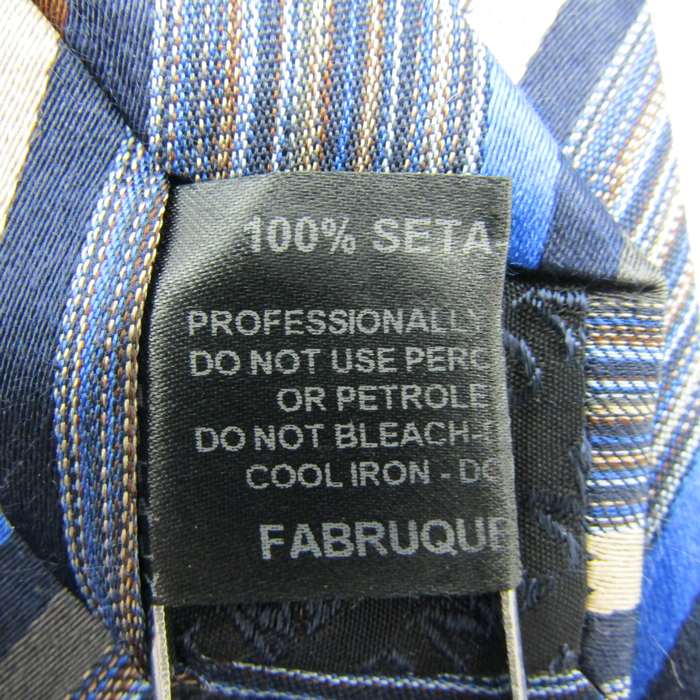 100% SETA-
PROFESSIONALLY
DO NOT USE PERC
OR PETROLE
DO NOT BLEACH-
COOL IRON - DO
FABRUQUE